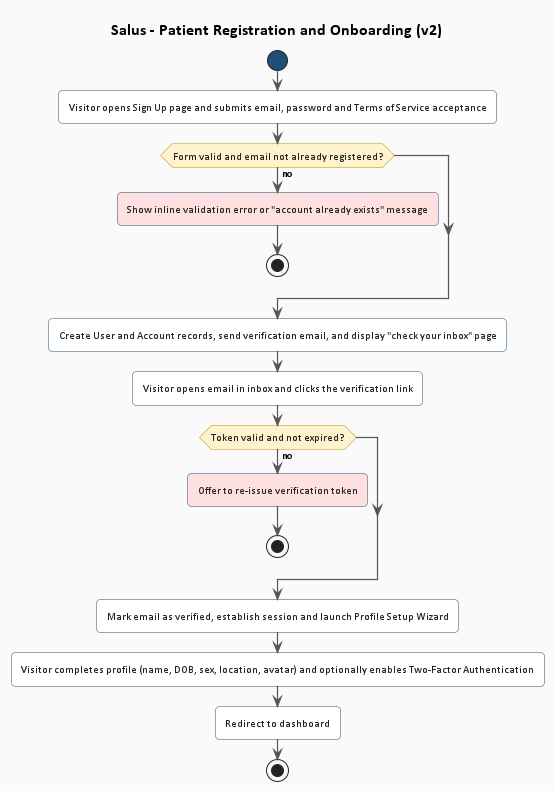 Salus - Patient Registration and Onboarding (v2)
Visitor opens Sign Up page and submits email, password and Terms of Service acceptance
Form valid and email not already registered?
no
Show inline validation error or "account already exists" message
Create User and Account records, send verification email, and display "check your inbox" page
Visitor opens email in inbox and clicks the verification link
Token valid and not expired?
no
Offer to re-issue verification token
Mark email as verified, establish session and launch Profile Setup Wizard
Visitor completes profile (name, DOB, sex, location, avatar) and optionally enables Two-Factor Authentication
Redirect to dashboard